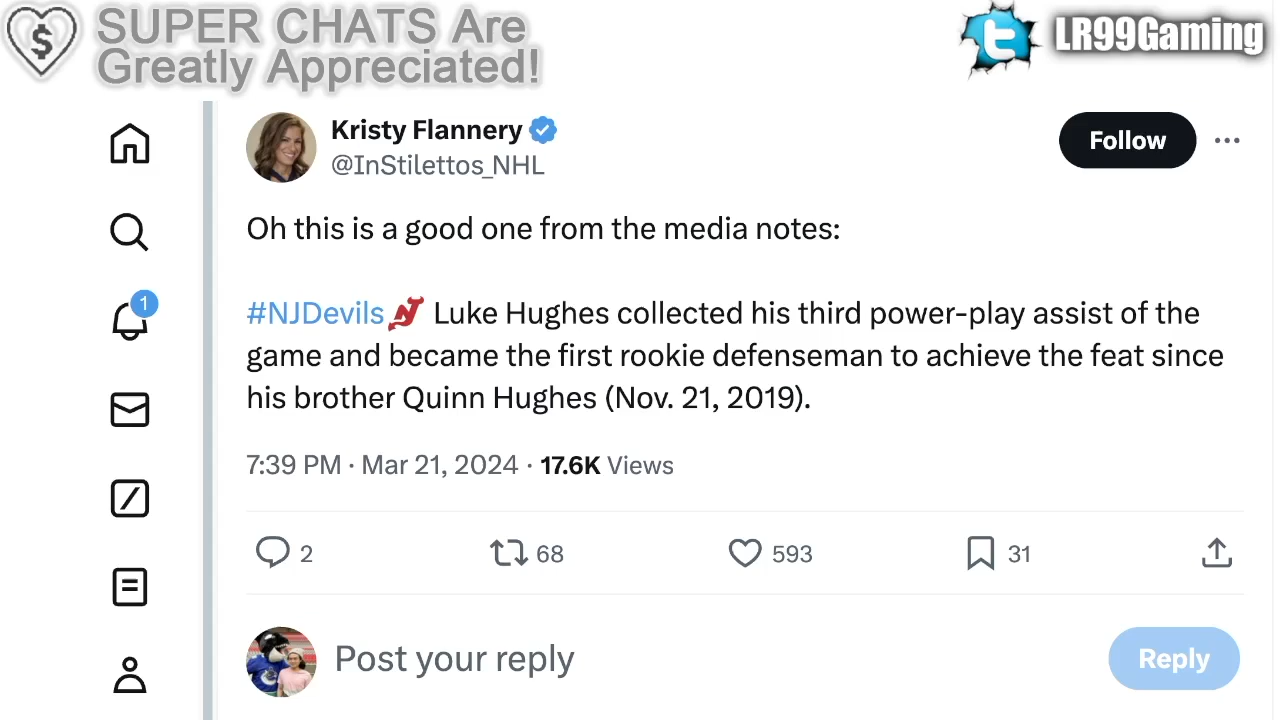 SUPER CHATS Are
Greatly Appreciated!
LR99Gaming
Kristy Flannery
@InStilettos_NHL
Follow
Oh this is a good one from the media notes:
#NJDevils Luke Hughes collected his third power-play assist of the
game and became the first rookie defenseman to achieve the feat since
his brother Quinn Hughes (Nov. 21, 2019).
7:39 PM · Mar 21, 2024 · 17.6K Views
1
2 68 593 31
Post your reply
Reply